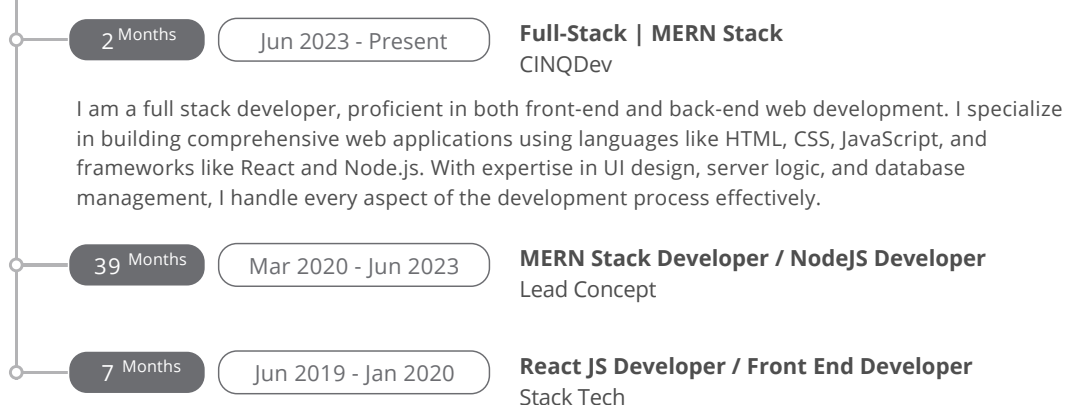 2 Months Jun 2023 - Present Full-Stack | MERN Stack
CINQDev
I am a full stack developer, proficient in both front-end and back-end web development. I specialize
in building comprehensive web applications using languages like HTML, CSS, JavaScript, and
frameworks like React and Node.js. With expertise in UI design, server logic, and database
management, I handle every aspect of the development process effectively.
39 Months Mar 2020 - Jun 2023 MERN Stack Developer / NodeJS Developer
Lead Concept
7 Months Jun 2019 - Jan 2020 React JS Developer / Front End Developer
Stack Tech